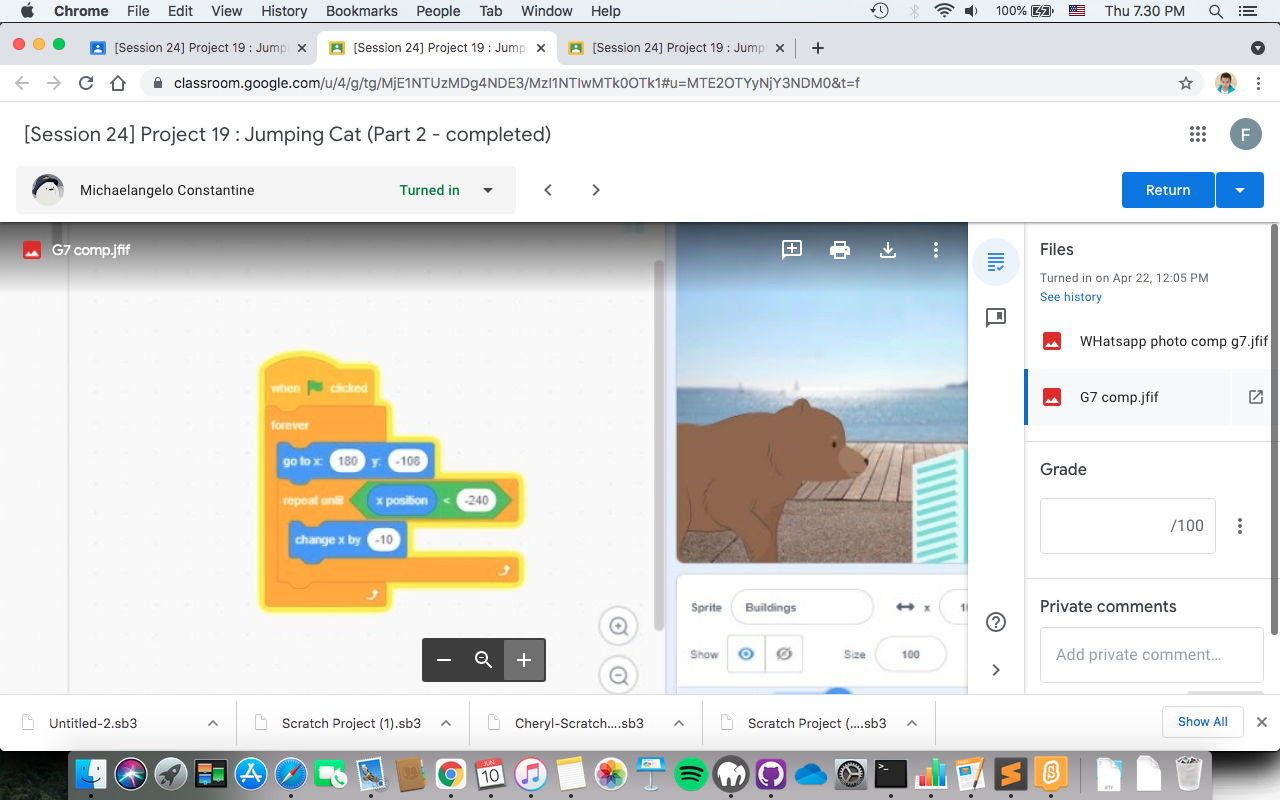 Chrome File Edit View History Bookmarks People Tab Window Help 100% Thu 7.30 PM
[Session 24] Project 19 : Jumpi [Session 24] Project 19 : Jump [Session 24] Project 19 : Jump
classroom.google.com/u/4/g/tg/MjE1NTUzMDg4NDE3/MzI1NTIwMTk0OTk1#u=MTE2OTYyNjY3NDM0&t=f
[Session 24] Project 19 : Jumping Cat (Part 2 - completed) F
Michaelangelo Constantine Turned in Return
G7 comp.jfif
Files
Turned in on Apr 22, 12:05 PM
See history
WHatsapp photo comp g7.jfif
G7 comp.jfif
Grade
/100
Private comments
Add private comment...
when clicked
forever
go to x: 180 y: -108
repeat until x position < -240
change x by -10
Sprite Buildings x
Show Size 100
Untitled-2.sb3 Scratch Project (1).sb3 Cheryl-Scratch....sb3 Scratch Project (....sb3 Show All
JUN
10